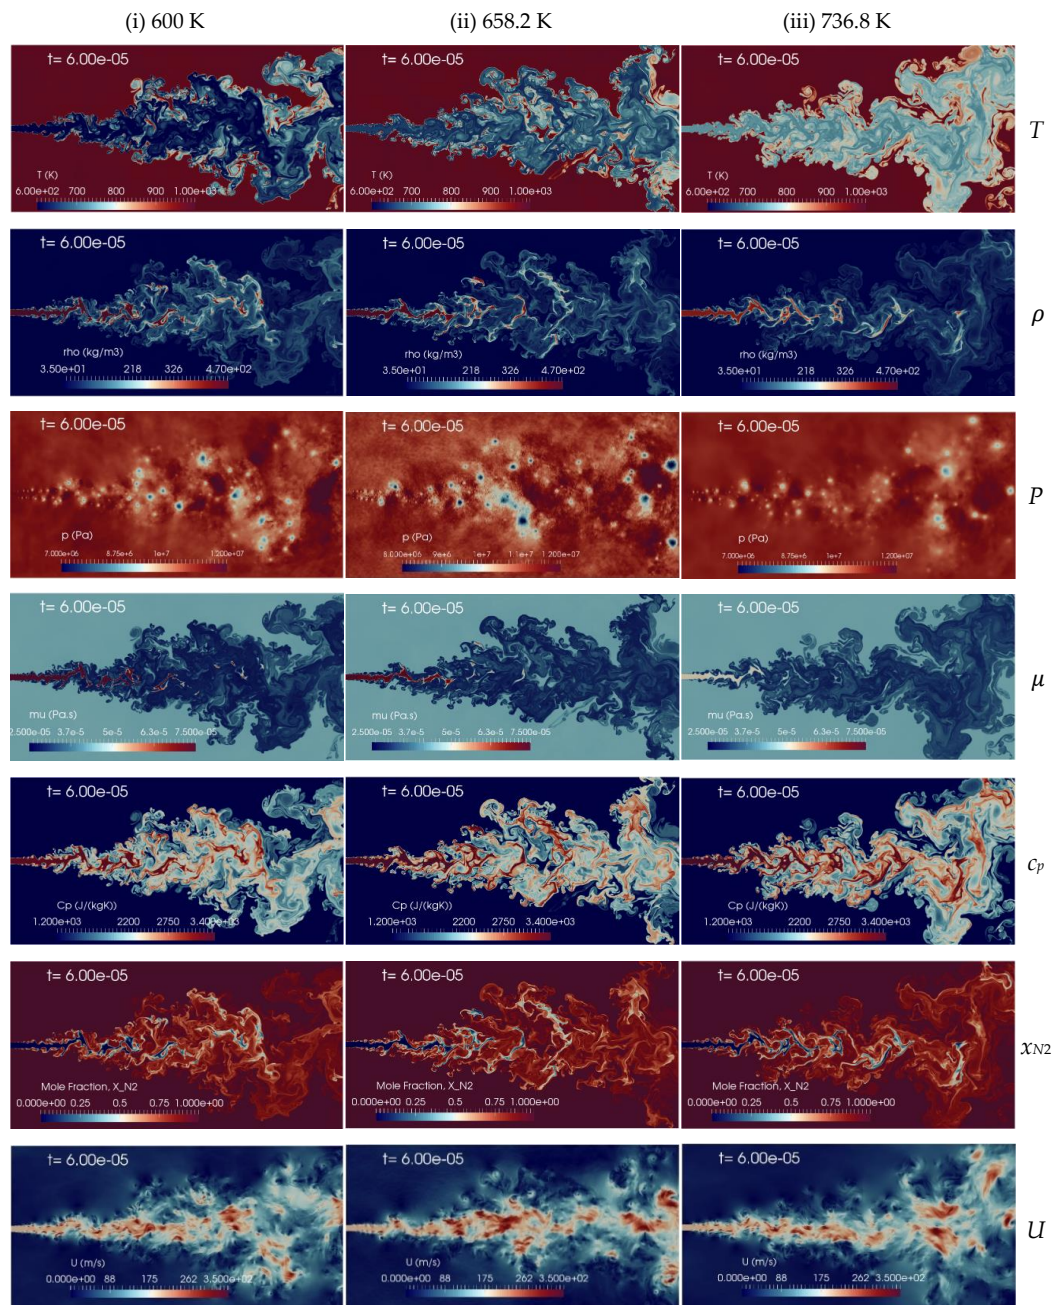 (i) 600 K (ii) 658.2 K (iii) 736.8 K
t= 6.00e-05 t= 6.00e-05 t= 6.00e-05
T
T (K) T (K) T (K)
6.00e+02 700 800 900 1.00e+03 6.00e+02 700 800 900 1.00e+03 6.00e+02 700 800 900 1.00e+03
t= 6.00e-05 t= 6.00e-05 t= 6.00e-05
ρ
rho (kg/m3) rho (kg/m3) rho (kg/m3)
3.50e+01 218 326 4.70e+02 3.50e+01 218 326 4.70e+02 3.50e+01 218 326 4.70e+02
t= 6.00e-05 t= 6.00e-05 t= 6.00e-05
P
p (Pa) p (Pa) p (Pa)
7.000e+06 8.75e+6 1e+7 1.200e+07 8.000e+06 9e+6 1e+7 1.1e+7 1.200e+07 7.000e+06 8.75e+6 1e+7 1.200e+07
t= 6.00e-05 t= 6.00e-05 t= 6.00e-05
μ
mu (Pa.s) mu (Pa.s) mu (Pa.s)
2.500e-05 3.7e-5 5e-5 6.3e-5 7.500e-05 2.500e-05 3.7e-5 5e-5 6.3e-5 7.500e-05 2.500e-05 3.7e-5 5e-5 6.3e-5 7.500e-05
t= 6.00e-05 t= 6.00e-05 t= 6.00e-05
cp
Cp (J/(kgK)) Cp (J/(kgK)) Cp (J/(kgK))
1.200e+03 2200 2750 3.400e+03 1.200e+03 2200 2750 3.400e+03 1.200e+03 2200 2750 3.400e+03
t= 6.00e-05 t= 6.00e-05 t= 6.00e-05
xN2
Mole Fraction, X_N2 Mole Fraction, X_N2 Mole Fraction, X_N2
0.000e+00 0.25 0.5 0.75 1.000e+00 0.000e+00 0.25 0.5 0.75 1.000e+00 0.000e+00 0.25 0.5 0.75 1.000e+00
t= 6.00e-05 t= 6.00e-05 t= 6.00e-05
U
U (m/s) U (m/s) U (m/s)
0.000e+00 88 175 262 3.500e+02 0.000e+00 88 175 262 3.500e+02 0.000e+00 88 175 262 3.500e+02